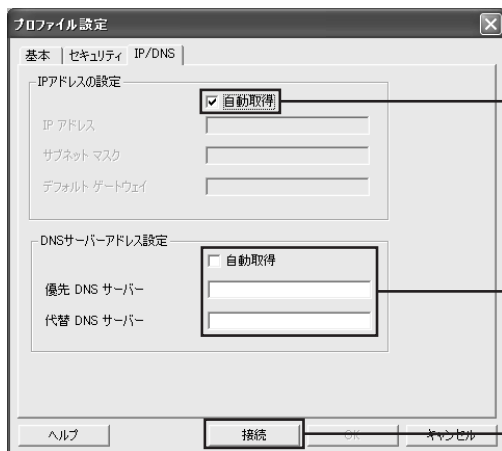 プロファイル設定
基本 セキュリティ IP/DNS
IPアドレスの設定
自動取得
IP アドレス
サブネット マスク
デフォルト ゲートウェイ
DNSサーバーアドレス設定
自動取得
優先 DNS サーバー
代替 DNS サーバー
ヘルプ 接続 OK キャンセル